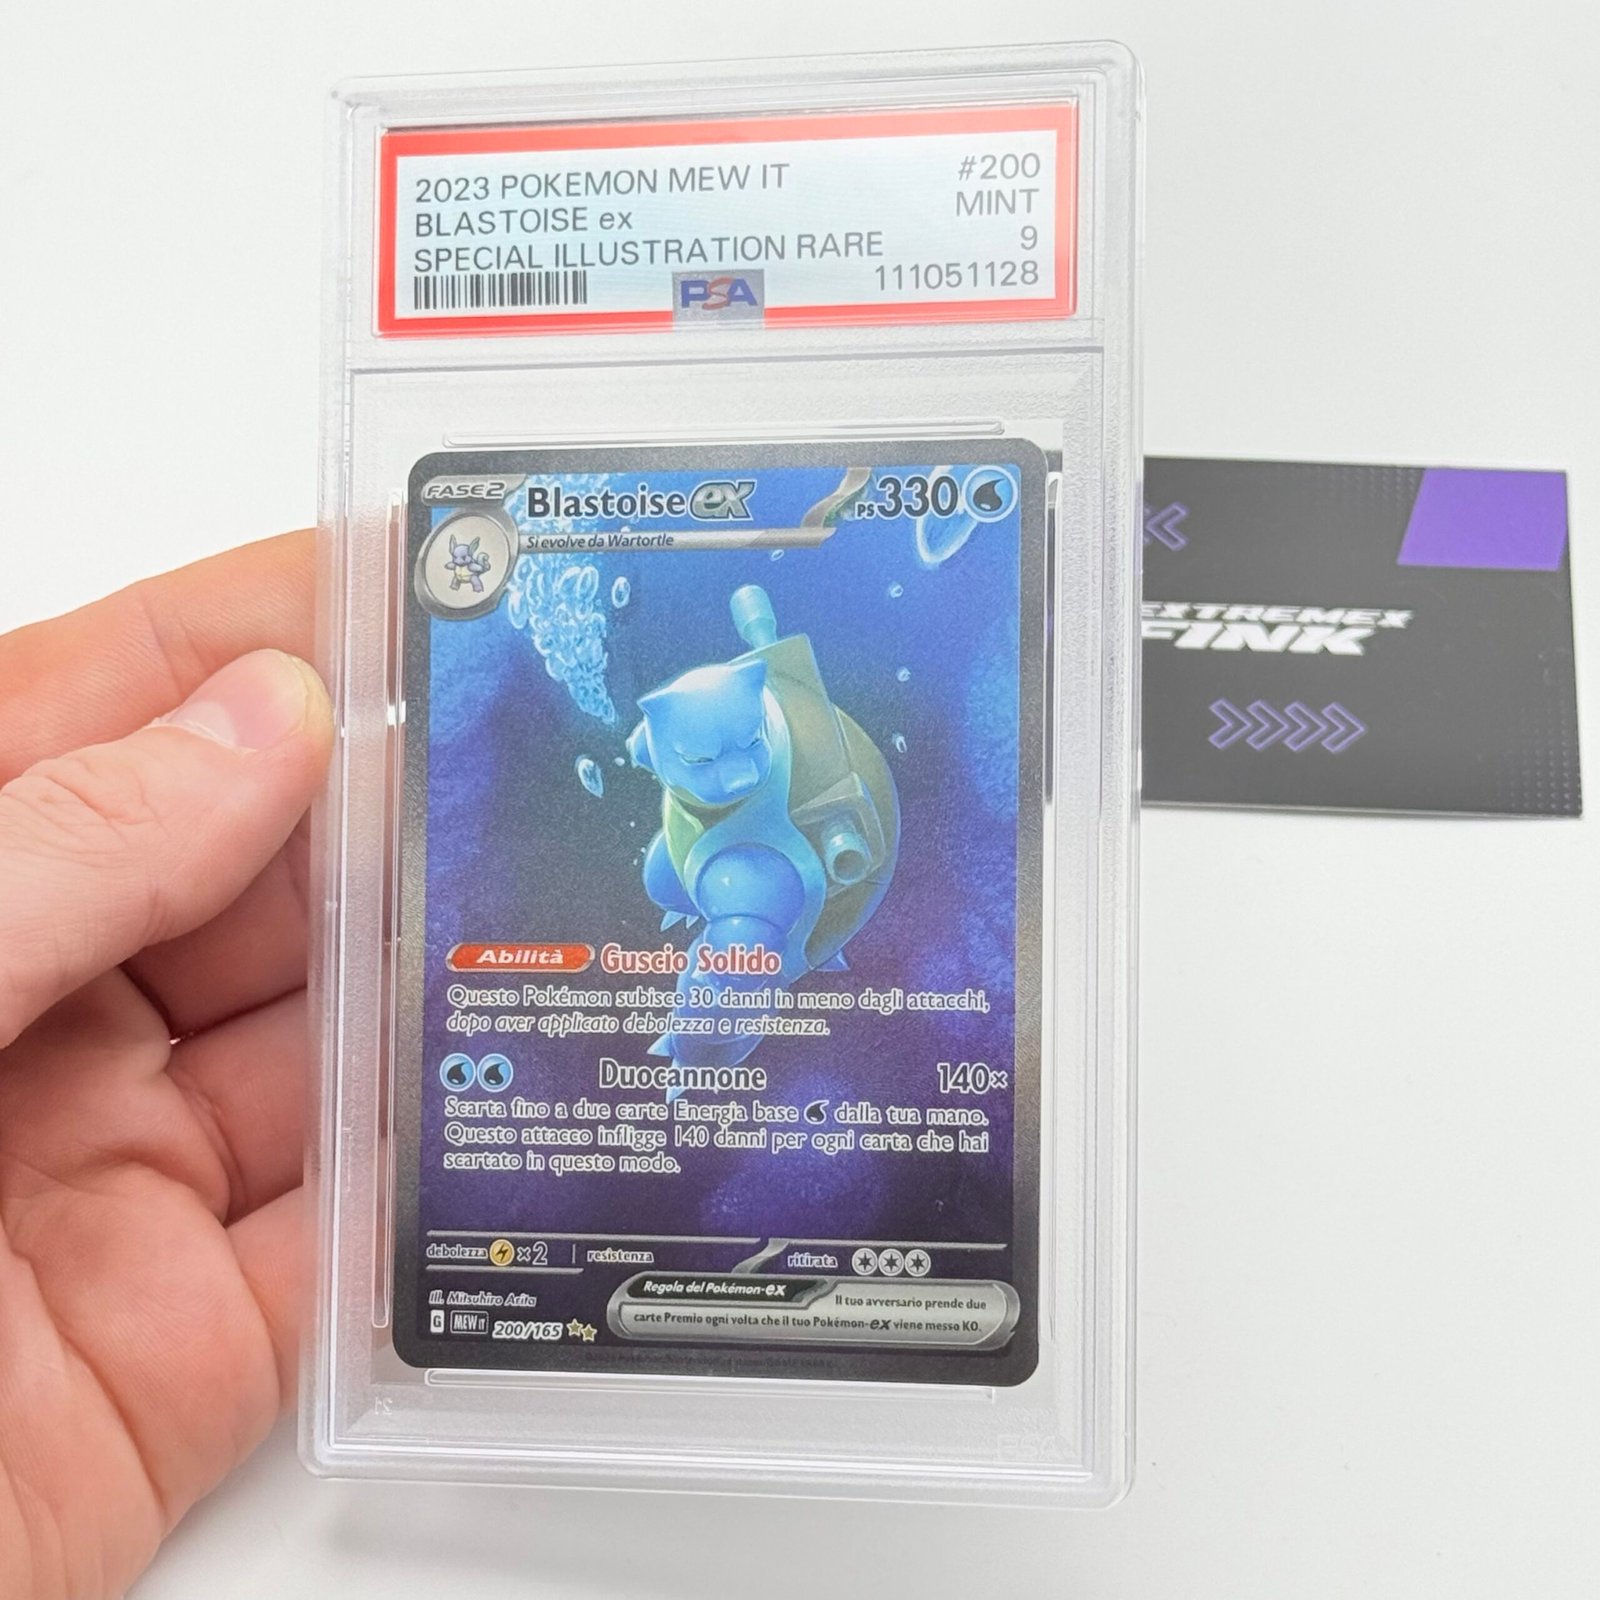 2023 POKEMON MEW IT #200
BLASTOISE ex MINT
SPECIAL ILLUSTRATION RARE 9
PSA 111051128
FASE 2 Blastoise ex PS 330
Si evolve da Wartortle
Abilità Guscio Solido
Questo Pokémon subisce 30 danni in meno dagli attacchi,
dopo aver applicato debolezza e resistenza.
Duocannone 140×
Scarta fino a due carte Energia base dalla tua mano.
Questo attacco infligge 140 danni per ogni carta che hai
scartato in questo modo.
debolezza ×2 resistenza ritirata
Ill. Mitsuhiro Arita
Regola dei Pokémon-ex Il tuo avversario prende due
carte Premio ogni volta che il tuo Pokémon-ex viene messo KO.
G MEW IT 200/165
EXTREMEX
FINK